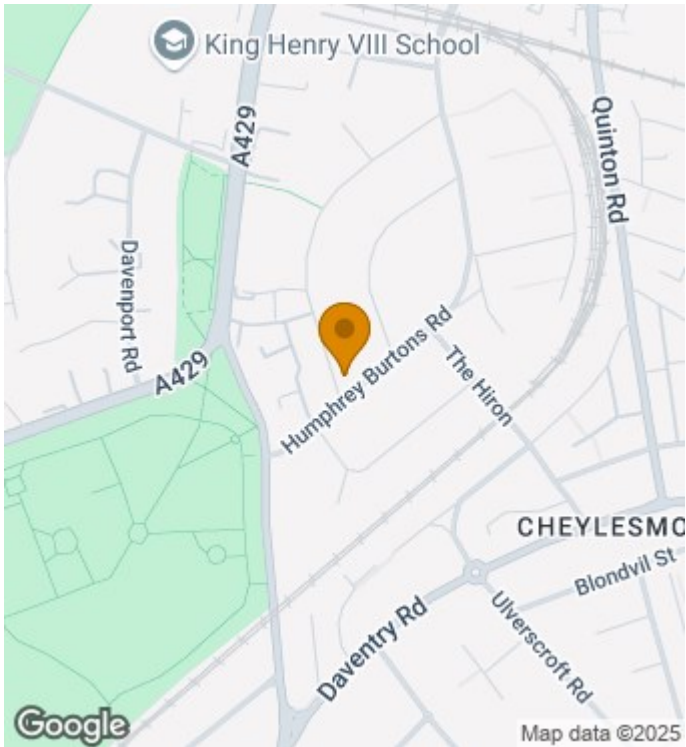 King Henry VIII School
A429
Quinton Rd
Davenport Rd
A429
Humphrey Burtons Rd
The Hiron
CHEYLESMO
Blondvil St
Ulverscroft Rd
Daventry Rd
Google
Map data ©2025